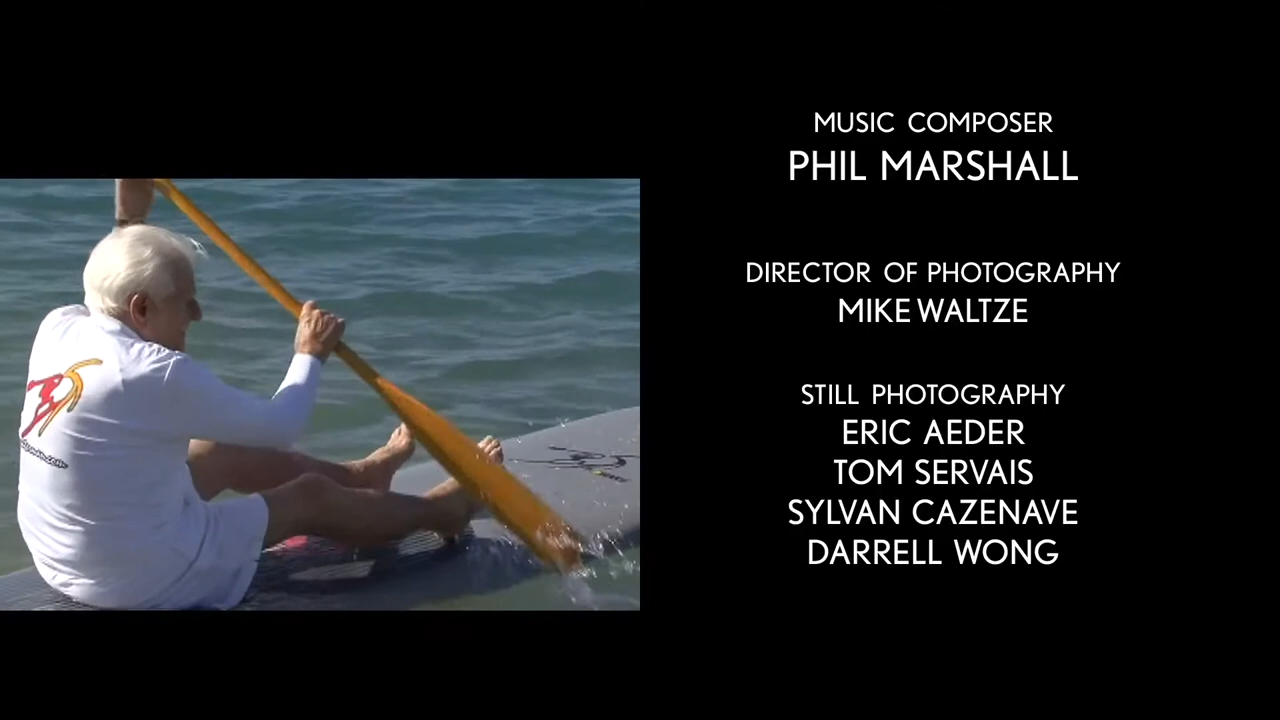 MUSIC COMPOSER
PHIL MARSHALL
DIRECTOR OF PHOTOGRAPHY
MIKE WALTZE
STILL PHOTOGRAPHY
ERIC AEDER
TOM SERVAIS
SYLVAN CAZENAVE
DARRELL WONG